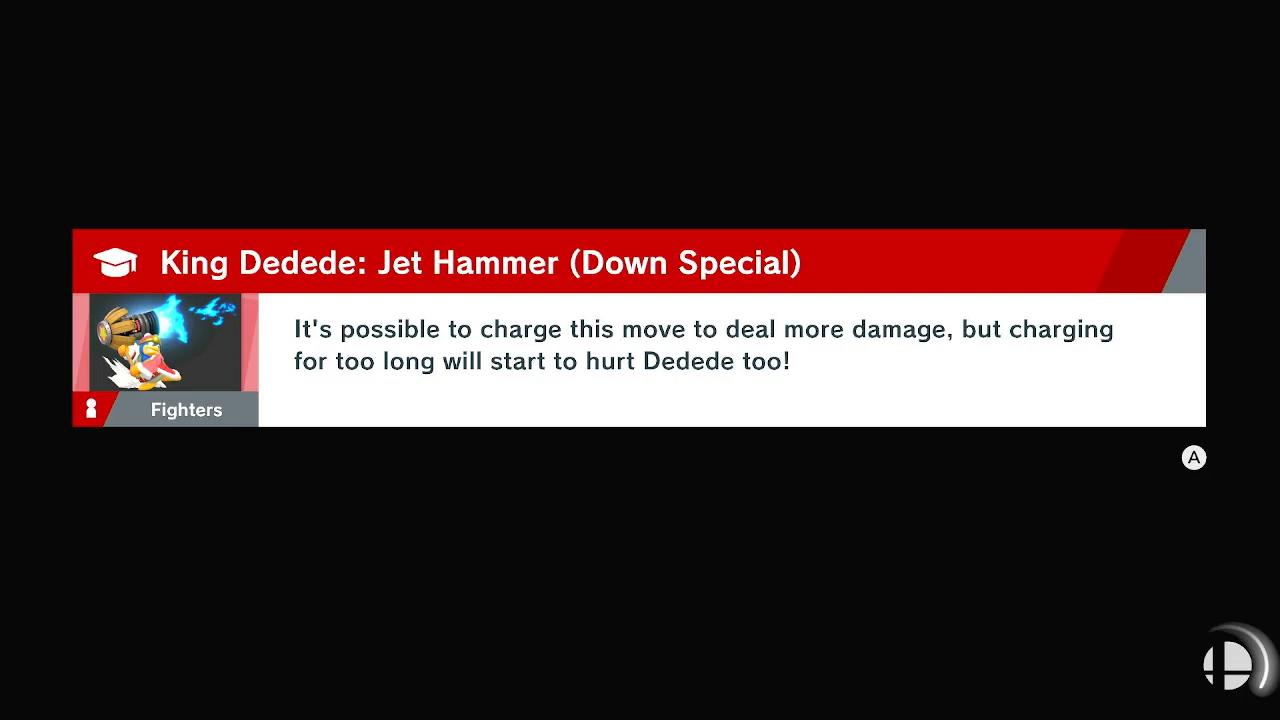 King Dedede: Jet Hammer (Down Special)
It's possible to charge this move to deal more damage, but charging
for too long will start to hurt Dedede too!
Fighters
A